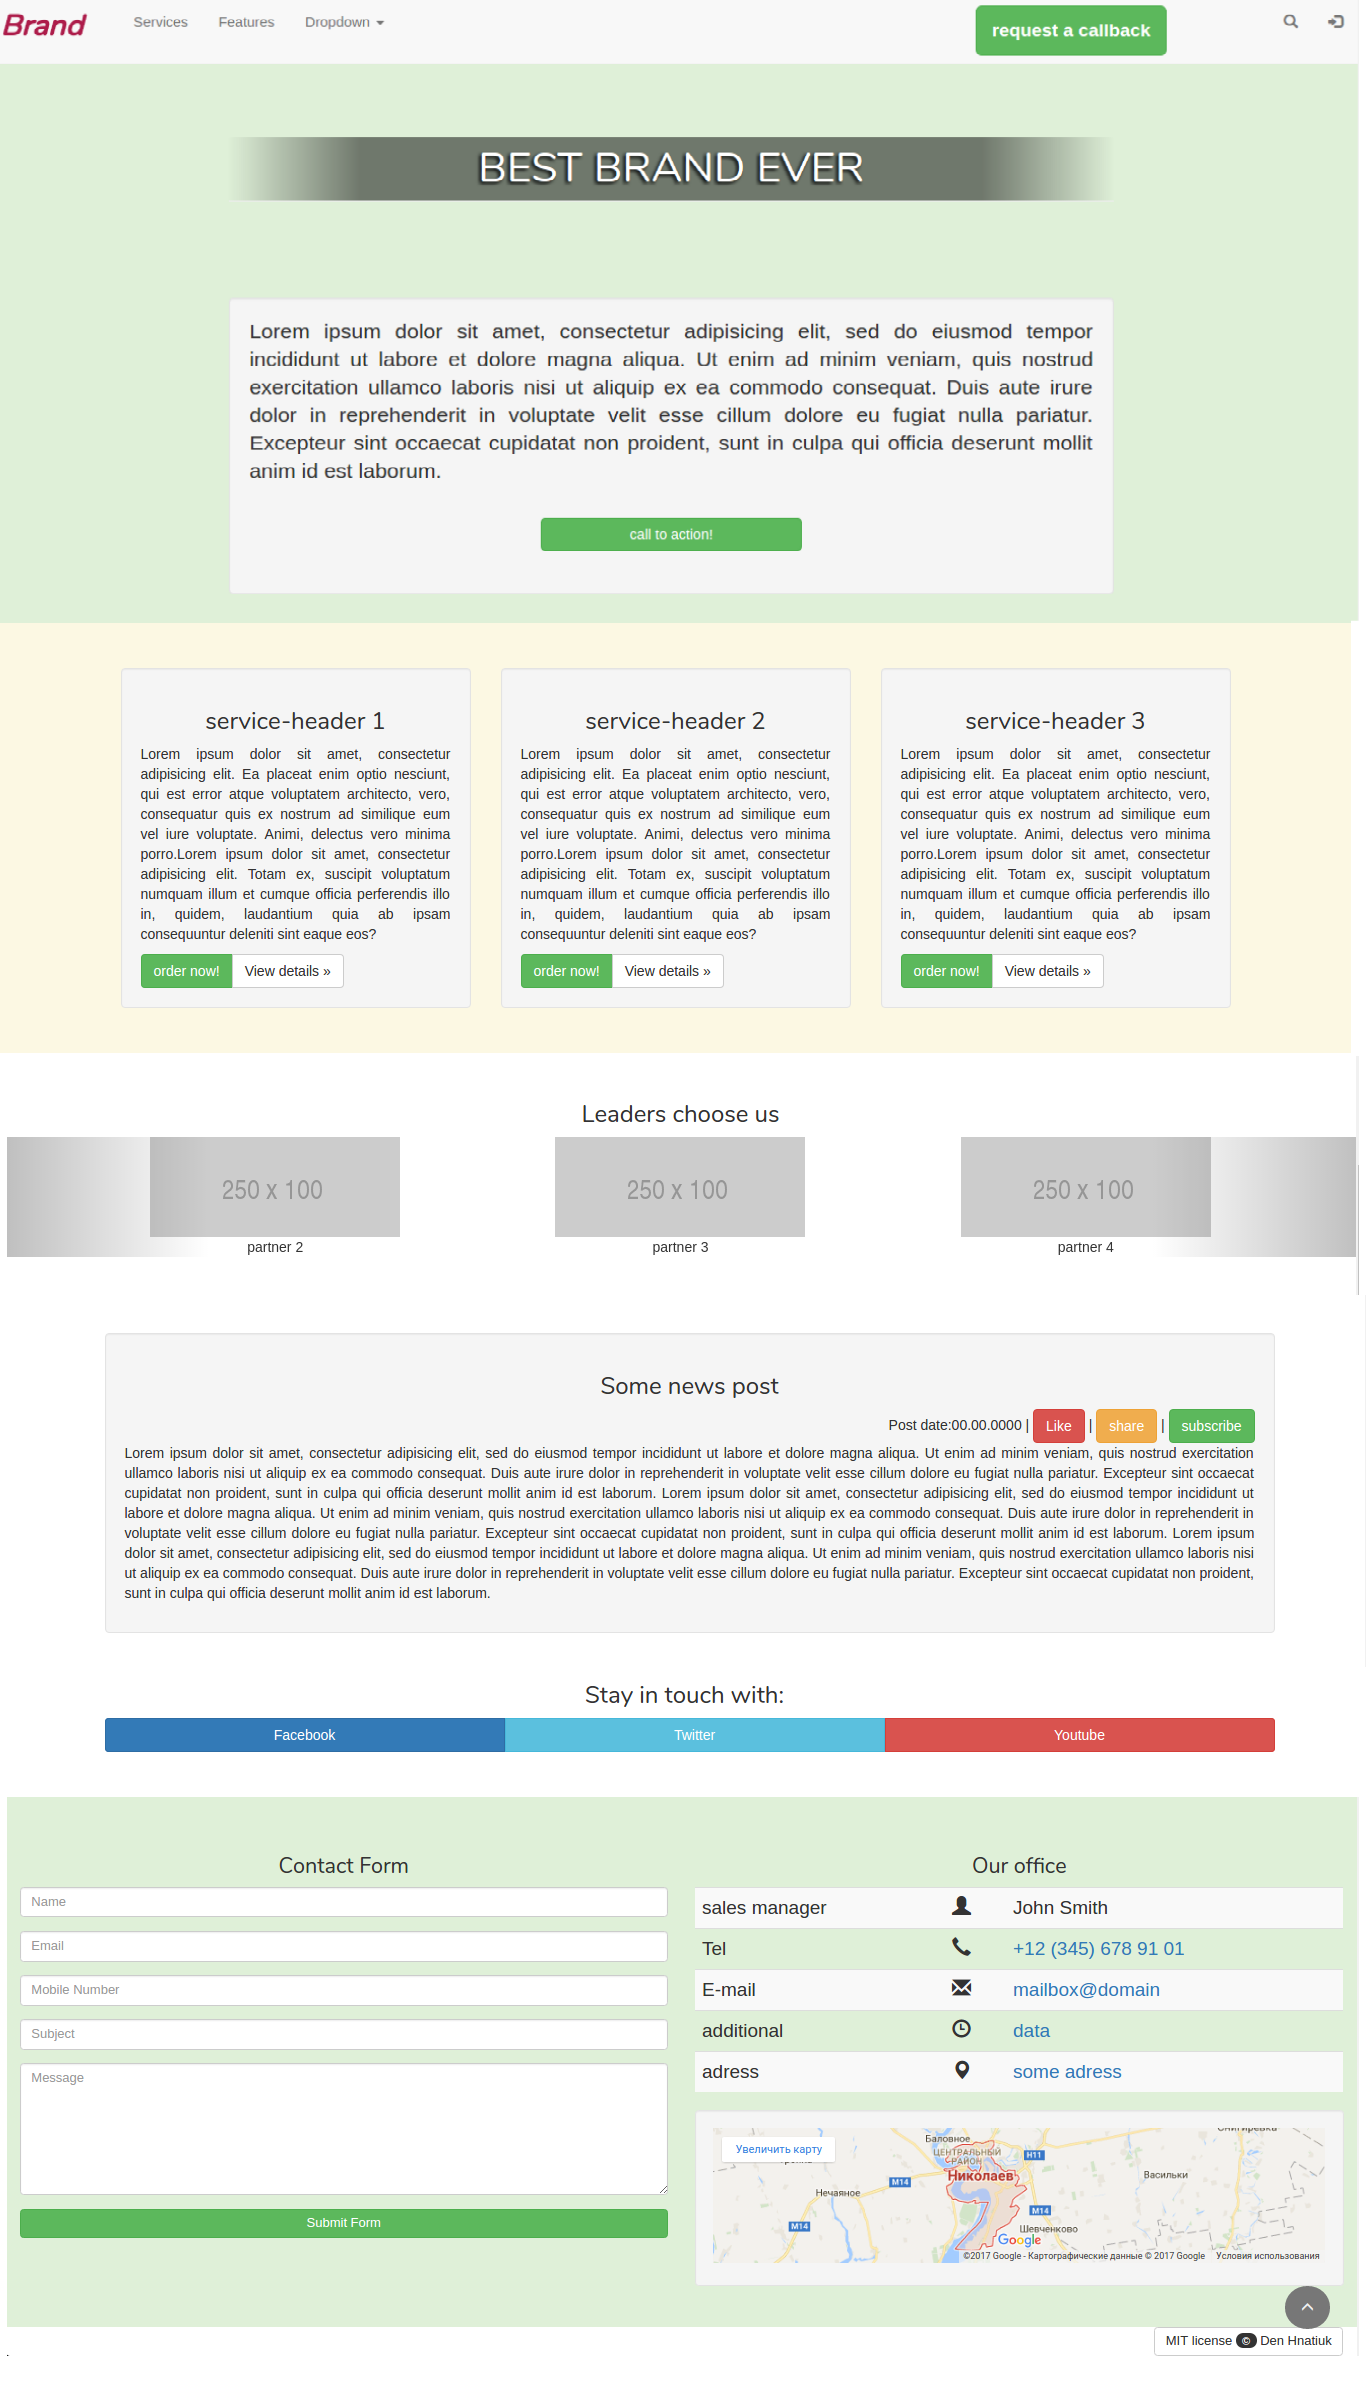 Brand Services Features Dropdown request a callback
BEST BRAND EVER
Lorem ipsum dolor sit amet, consectetur adipisicing elit, sed do eiusmod tempor
incididunt ut labore et dolore magna aliqua. Ut enim ad minim veniam, quis nostrud
exercitation ullamco laboris nisi ut aliquip ex ea commodo consequat. Duis aute irure
dolor in reprehenderit in voluptate velit esse cillum dolore eu fugiat nulla pariatur.
Excepteur sint occaecat cupidatat non proident, sunt in culpa qui officia deserunt mollit
anim id est laborum.
call to action!
service-header 1
Lorem ipsum dolor sit amet, consectetur
adipisicing elit. Ea placeat enim optio nesciunt,
qui est error atque voluptatem architecto, vero,
consequatur quis ex nostrum ad similique eum
vel iure voluptate. Animi, delectus vero minima
porro.Lorem ipsum dolor sit amet, consectetur
adipisicing elit. Totam ex, suscipit voluptatum
numquam illum et cumque officia perferendis illo
in, quidem, laudantium quia ab ipsam
consequuntur deleniti sint eaque eos?
order now! View details »
service-header 2
Lorem ipsum dolor sit amet, consectetur
adipisicing elit. Ea placeat enim optio nesciunt,
qui est error atque voluptatem architecto, vero,
consequatur quis ex nostrum ad similique eum
vel iure voluptate. Animi, delectus vero minima
porro.Lorem ipsum dolor sit amet, consectetur
adipisicing elit. Totam ex, suscipit voluptatum
numquam illum et cumque officia perferendis illo
in, quidem, laudantium quia ab ipsam
consequuntur deleniti sint eaque eos?
order now! View details »
service-header 3
Lorem ipsum dolor sit amet, consectetur
adipisicing elit. Ea placeat enim optio nesciunt,
qui est error atque voluptatem architecto, vero,
consequatur quis ex nostrum ad similique eum
vel iure voluptate. Animi, delectus vero minima
porro.Lorem ipsum dolor sit amet, consectetur
adipisicing elit. Totam ex, suscipit voluptatum
numquam illum et cumque officia perferendis illo
in, quidem, laudantium quia ab ipsam
consequuntur deleniti sint eaque eos?
order now! View details »
Leaders choose us
250 x 100 250 x 100 250 x 100
partner 2 partner 3 partner 4
Some news post
Post date:00.00.0000 | Like | share | subscribe
Lorem ipsum dolor sit amet, consectetur adipisicing elit, sed do eiusmod tempor incididunt ut labore et dolore magna aliqua. Ut enim ad minim veniam, quis nostrud exercitation
ullamco laboris nisi ut aliquip ex ea commodo consequat. Duis aute irure dolor in reprehenderit in voluptate velit esse cillum dolore eu fugiat nulla pariatur. Excepteur sint occaecat
cupidatat non proident, sunt in culpa qui officia deserunt mollit anim id est laborum. Lorem ipsum dolor sit amet, consectetur adipisicing elit, sed do eiusmod tempor incididunt ut
labore et dolore magna aliqua. Ut enim ad minim veniam, quis nostrud exercitation ullamco laboris nisi ut aliquip ex ea commodo consequat. Duis aute irure dolor in reprehenderit in
voluptate velit esse cillum dolore eu fugiat nulla pariatur. Excepteur sint occaecat cupidatat non proident, sunt in culpa qui officia deserunt mollit anim id est laborum. Lorem ipsum
dolor sit amet, consectetur adipisicing elit, sed do eiusmod tempor incididunt ut labore et dolore magna aliqua. Ut enim ad minim veniam, quis nostrud exercitation ullamco laboris nisi
ut aliquip ex ea commodo consequat. Duis aute irure dolor in reprehenderit in voluptate velit esse cillum dolore eu fugiat nulla pariatur. Excepteur sint occaecat cupidatat non proident,
sunt in culpa qui officia deserunt mollit anim id est laborum.
Stay in touch with:
Facebook Twitter Youtube
Contact Form
Name
Email
Mobile Number
Subject
Message
Submit Form
Our office
sales manager John Smith
Tel +12 (345) 678 91 01
E-mail mailbox@domain
additional data
adress some adress
Увеличить карту
Баловное
ЦЕНТРАЛЬНЫЙ
РАЙОН
H11
Николаев
Васильки
M14
Нечаяное
M14
M14
Шевченково
Google
©2017 Google - Картографические данные © 2017 Google Условия использования
MIT license © Den Hnatiuk